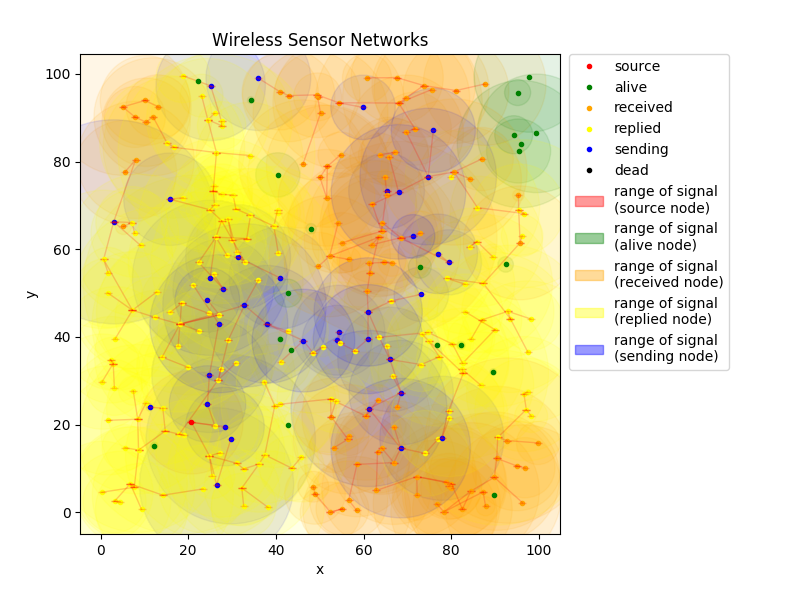 Wireless Sensor Networks
100
80
60
40
20
0
y
0 20 40 60 80 100
x
source
alive
received
replied
sending
dead
range of signal
(source node)
range of signal
(alive node)
range of signal
(received node)
range of signal
(replied node)
range of signal
(sending node)